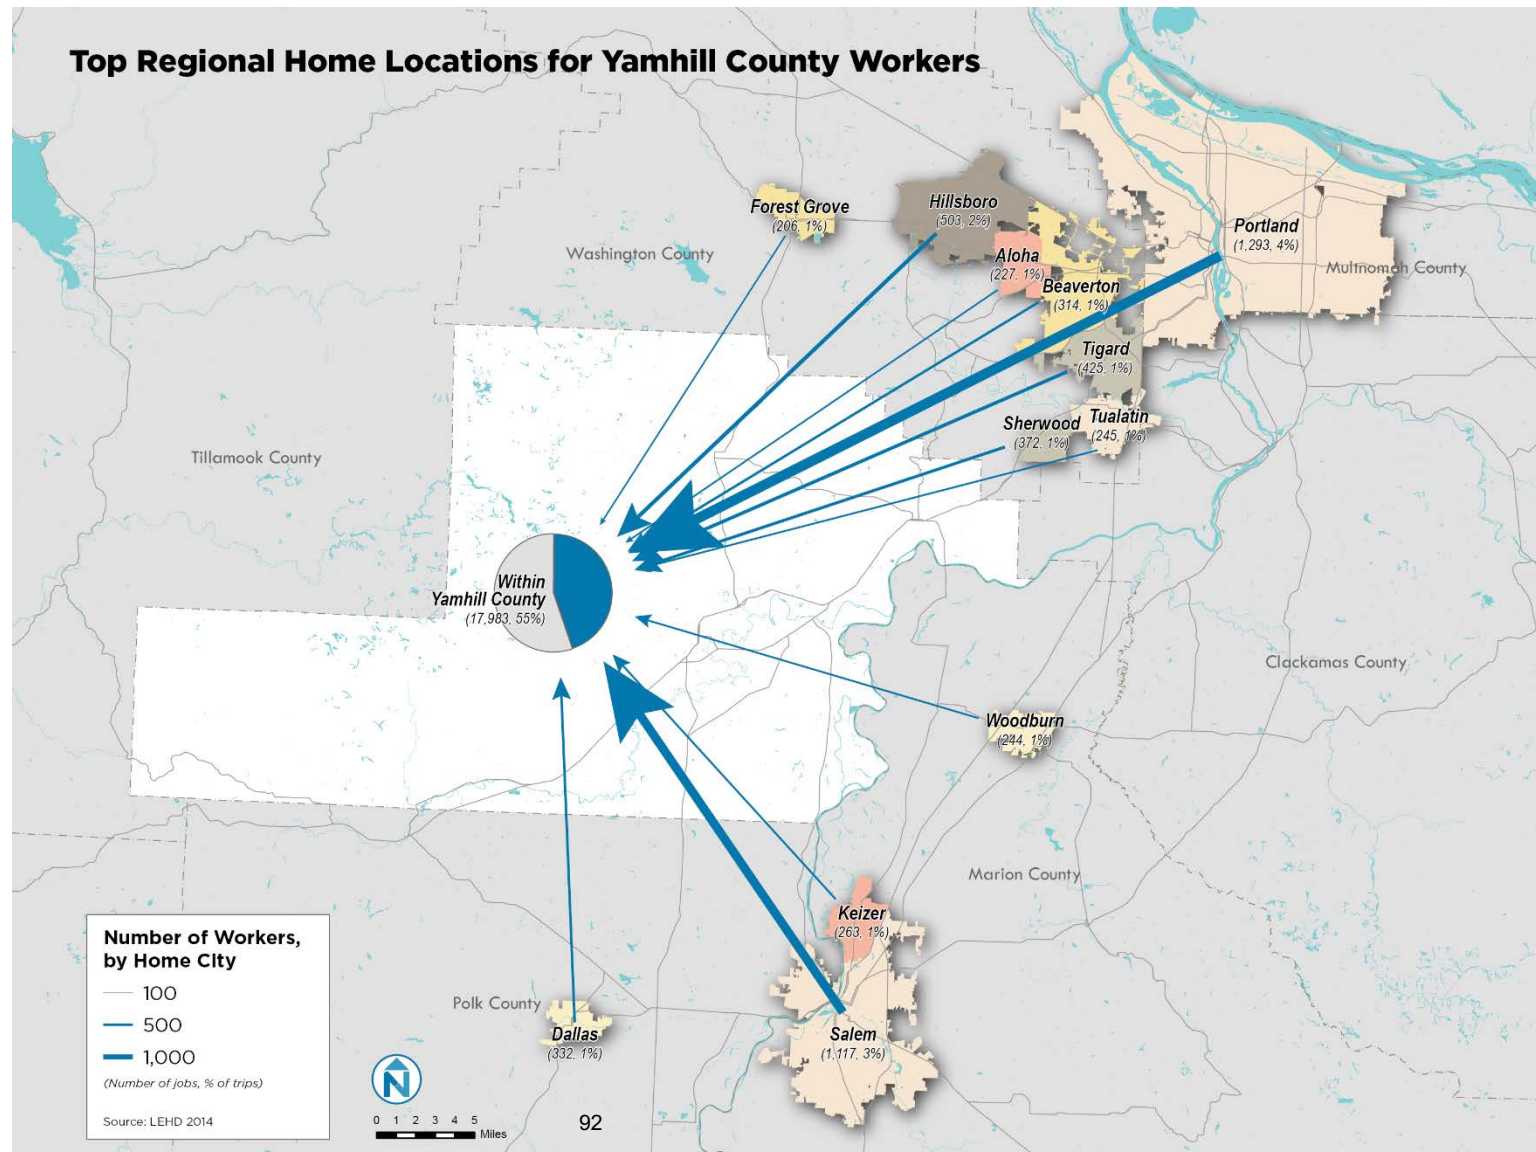 Top Regional Home Locations for Yamhill County Workers
Forest Grove
(206, 1%)
Hillsboro
(503, 2%)
Portland
(1,293, 4%)
Washington County
Aloha
(227, 1%)
Multnomah County
Beaverton
(314, 1%)
Tigard
(425, 1%)
Sherwood
(372, 1%)
Tualatin
(245, 1%)
Tillamook County
Within
Yamhill County
(17,983, 55%)
Clackamas County
Woodburn
(244, 1%)
Marion County
Keizer
(263, 1%)
Polk County
Dallas
(332, 1%)
Salem
(1,117, 3%)
Number of Workers,
by Home CIty
100
500
1,000
(Number of jobs, % of trips)
Source: LEHD 2014
N
0 1 2 3 4 5
Miles
92